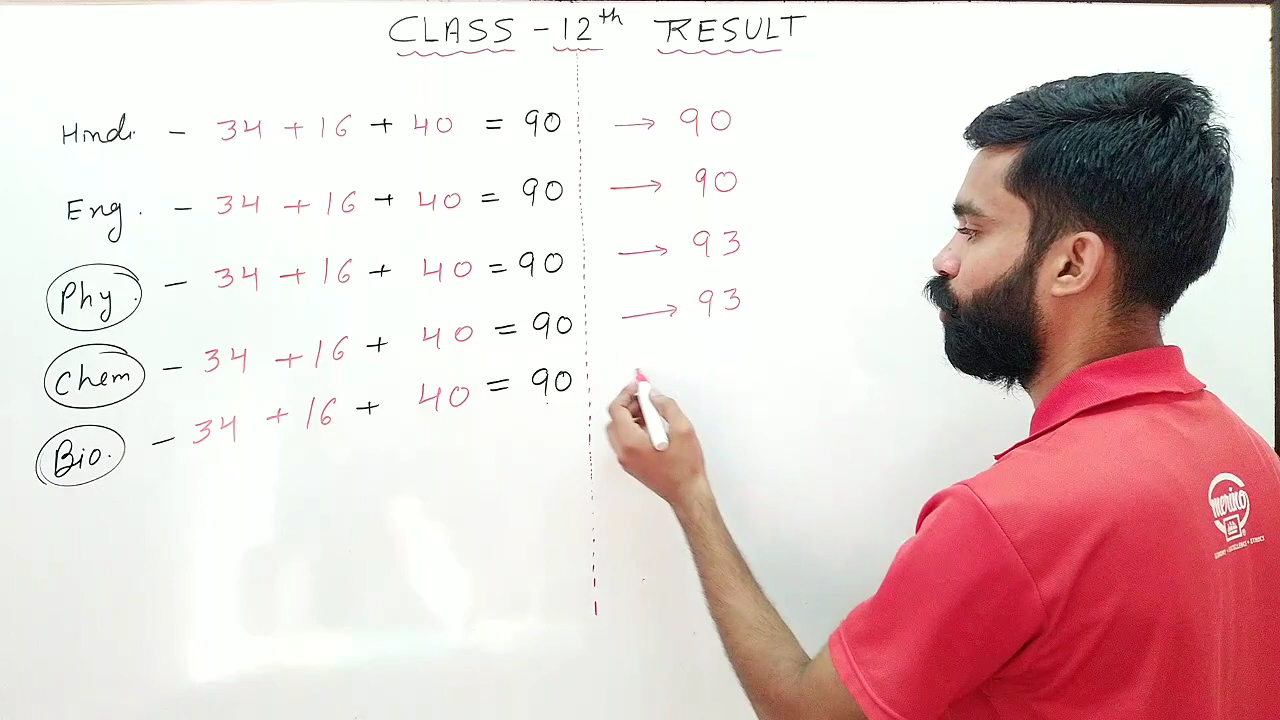 CLASS - 12th RESULT
Hindi - 34 + 16 + 40 = 90 → 90
Eng. - 34 + 16 + 40 = 90 → 90
Phy. - 34 + 16 + 40 = 90 → 93
Chem - 34 + 16 + 40 = 90 → 93
Bio. - 34 + 16 + 40 = 90
merino